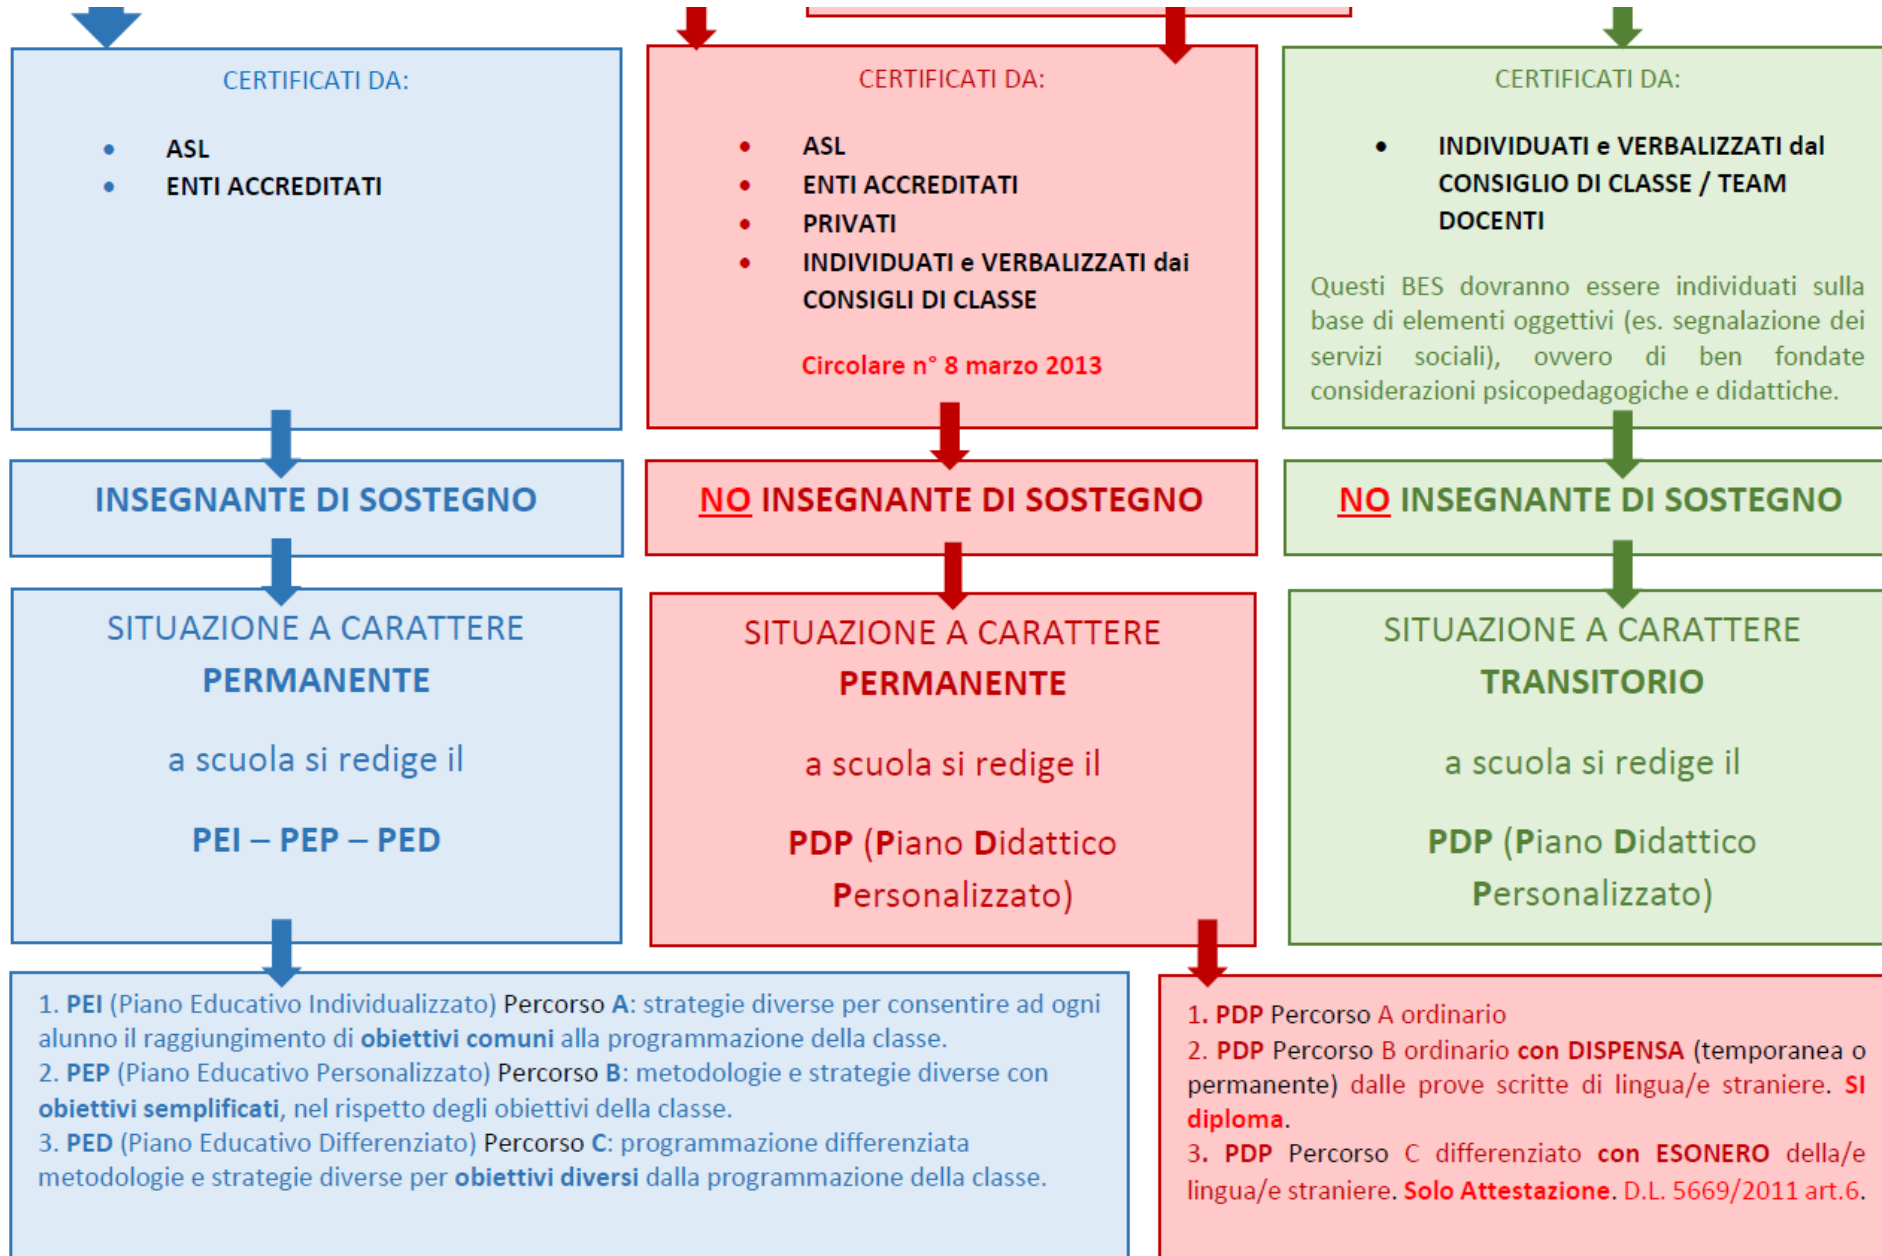 CERTIFICATI DA:
• ASL
• ENTI ACCREDITATI
INSEGNANTE DI SOSTEGNO
SITUAZIONE A CARATTERE
PERMANENTE
a scuola si redige il
PEI – PEP – PED
CERTIFICATI DA:
• ASL
• ENTI ACCREDITATI
• PRIVATI
• INDIVIDUATI e VERBALIZZATI dai
CONSIGLI DI CLASSE
Circolare n° 8 marzo 2013
NO INSEGNANTE DI SOSTEGNO
SITUAZIONE A CARATTERE
PERMANENTE
a scuola si redige il
PDP (Piano Didattico
Personalizzato)
CERTIFICATI DA:
• INDIVIDUATI e VERBALIZZATI dal
CONSIGLIO DI CLASSE / TEAM
DOCENTI
Questi BES dovranno essere individuati sulla
base di elementi oggettivi (es. segnalazione dei
servizi sociali), ovvero di ben fondate
considerazioni psicopedagogiche e didattiche.
NO INSEGNANTE DI SOSTEGNO
SITUAZIONE A CARATTERE
TRANSITORIO
a scuola si redige il
PDP (Piano Didattico
Personalizzato)
1. PEI (Piano Educativo Individualizzato) Percorso A: strategie diverse per consentire ad ogni
alunno il raggiungimento di obiettivi comuni alla programmazione della classe.
2. PEP (Piano Educativo Personalizzato) Percorso B: metodologie e strategie diverse con
obiettivi semplificati, nel rispetto degli obiettivi della classe.
3. PED (Piano Educativo Differenziato) Percorso C: programmazione differenziata
metodologie e strategie diverse per obiettivi diversi dalla programmazione della classe.
1. PDP Percorso A ordinario
2. PDP Percorso B ordinario con DISPENSA (temporanea o
permanente) dalle prove scritte di lingua/e straniere. SI
diploma.
3. PDP Percorso C differenziato con ESONERO della/e
lingua/e straniere. Solo Attestazione. D.L. 5669/2011 art.6.